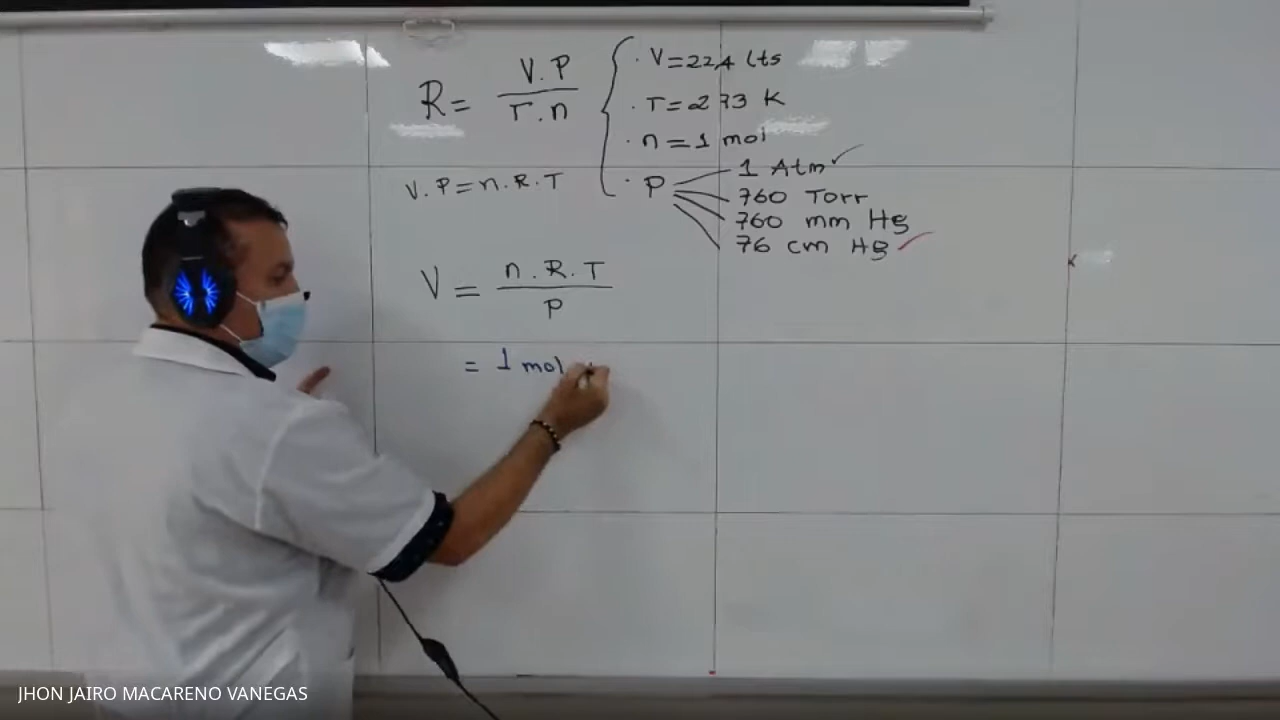 R = V.P / T.n
· V = 22,4 Lts
· T = 273 K
· n = 1 mol
· P
1 Atm ✓
760 Torr
760 mm Hg
76 cm Hg ✓
V.P = n.R.T
V = n.R.T / P
= 1 mol
JHON JAIRO MACARENO VANEGAS